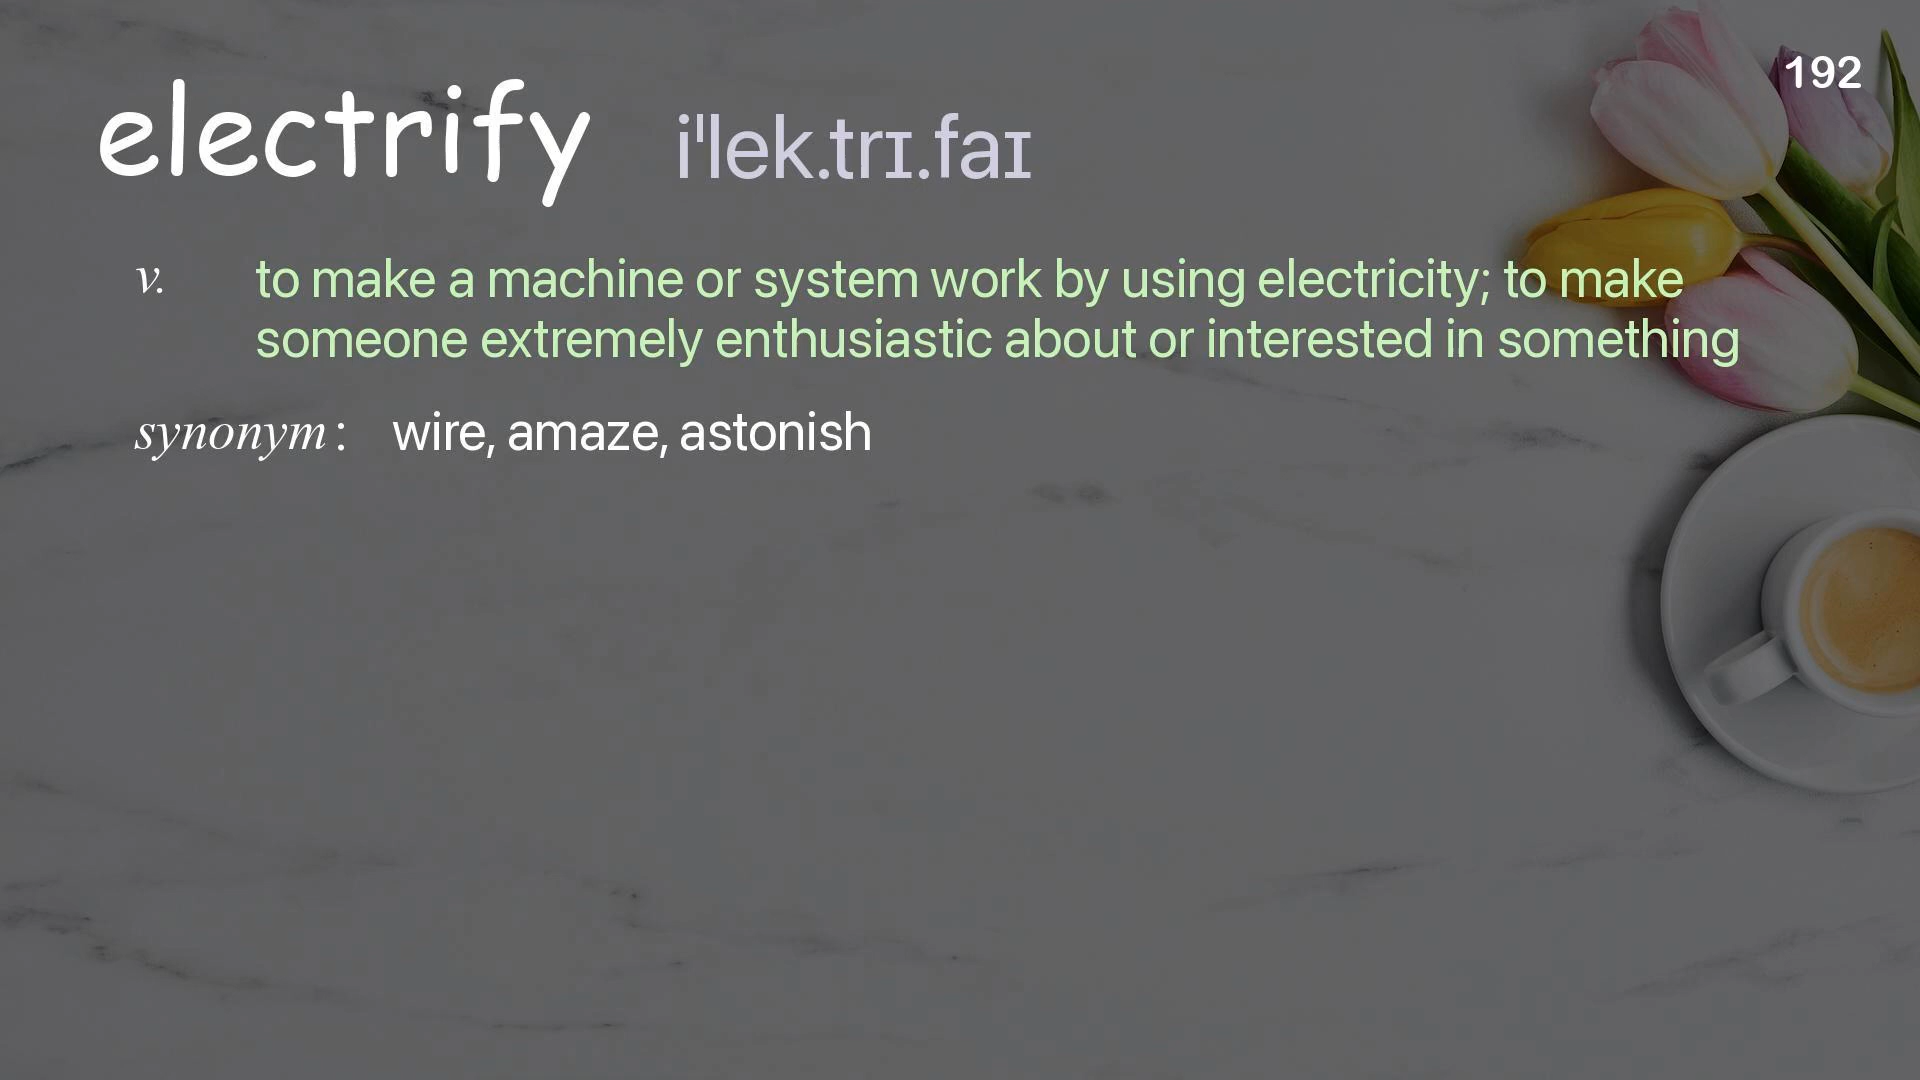 192
electrify iˈlek.trɪ.faɪ
v. to make a machine or system work by using electricity; to make
someone extremely enthusiastic about or interested in something
synonym : wire, amaze, astonish